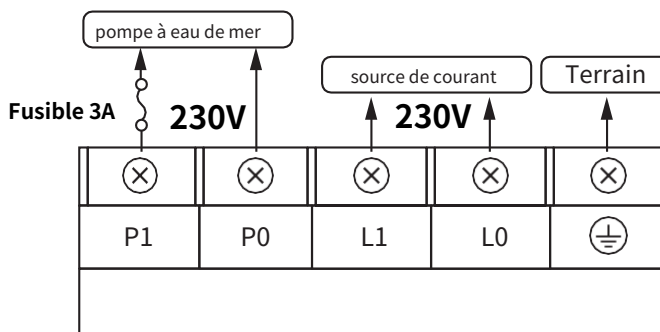 pompe à eau de mer
source de courant
Terrain
Fusible 3A
230V
230V
P1
P0
L1
L0